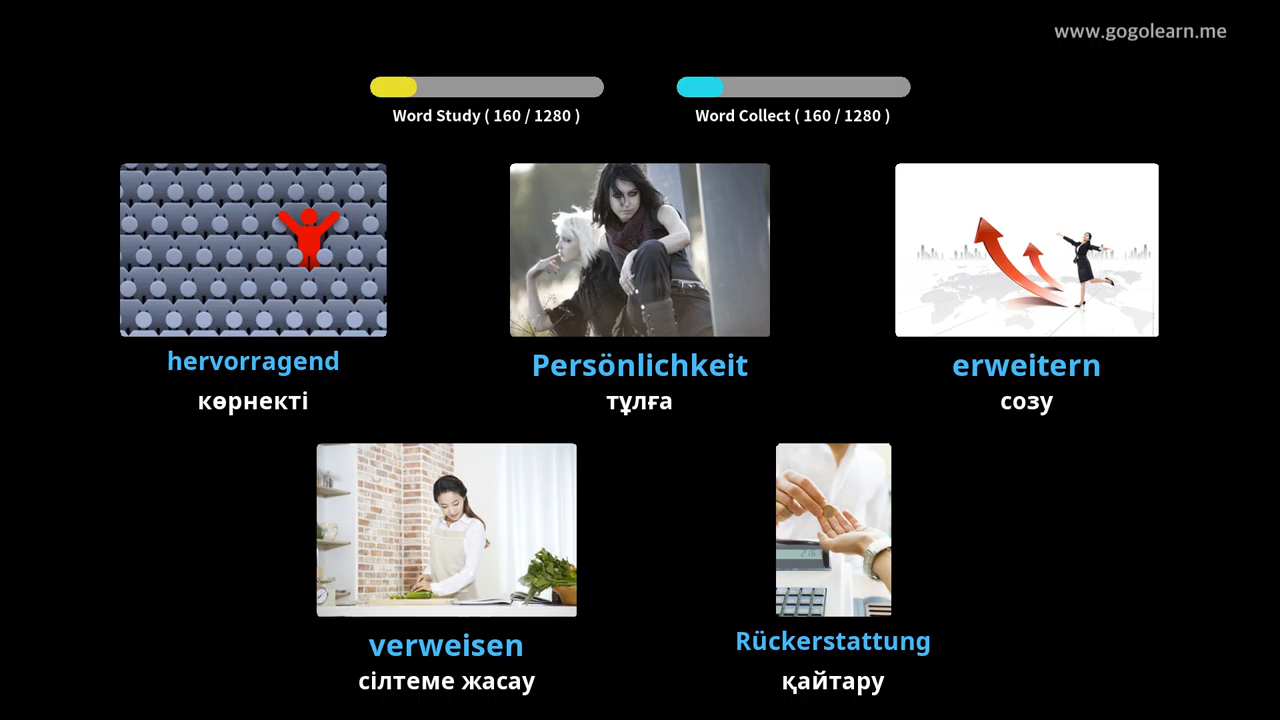 www.gogolearn.me
Word Study ( 160 / 1280 )
Word Collect ( 160 / 1280 )
hervorragend
көрнекті
Persönlichkeit
тұлға
erweitern
созу
verweisen
сілтеме жасау
Rückerstattung
қайтару